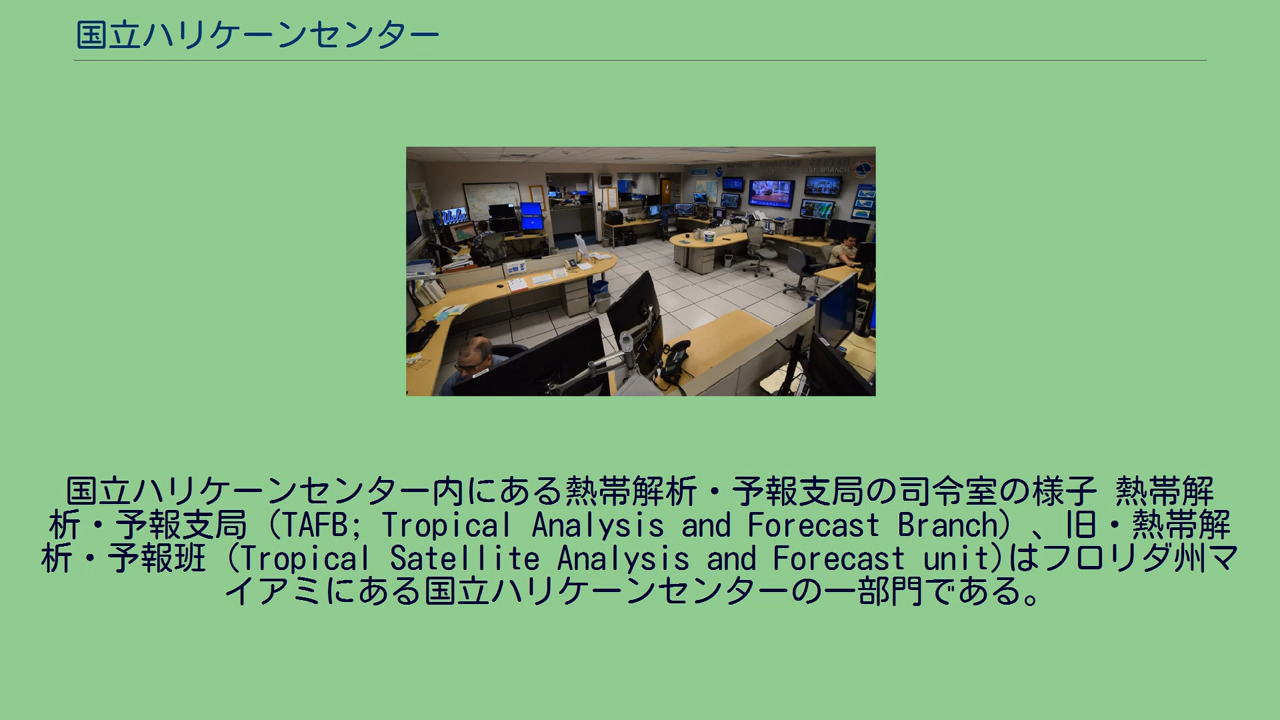 国立ハリケーンセンター
国立ハリケーンセンター内にある熱帯解析・予報支局の司令室の様子 熱帯解
析・予報支局 (TAFB; Tropical Analysis and Forecast Branch) 、旧・熱帯解
析・予報班 (Tropical Satellite Analysis and Forecast unit)はフロリダ州マ
イアミにある国立ハリケーンセンターの一部門である。